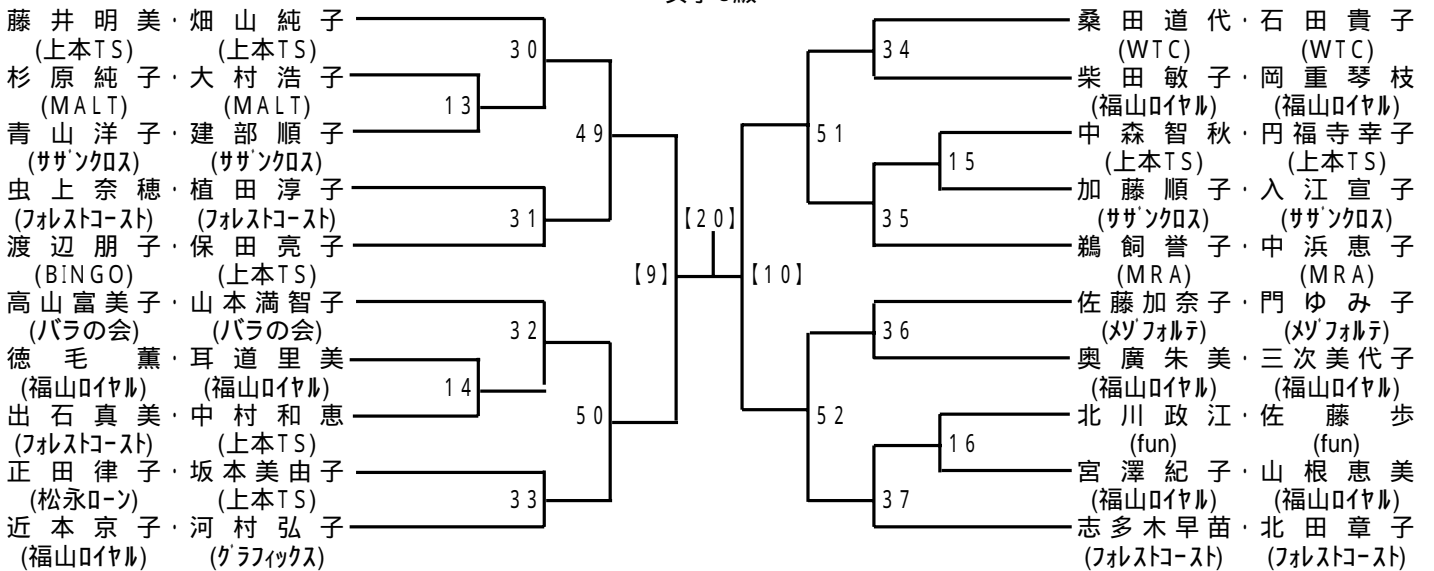 藤井明美・畑山純子
(上本TS) (上本TS)
30
杉原純子・大村浩子
(MALT) (MALT)
13
青山洋子・建部順子
(ｻｻﾞﾝｸﾛｽ) (ｻｻﾞﾝｸﾛｽ)
49
虫上奈穂・植田淳子
(ﾌｫﾚｽﾄｺｰｽﾄ) (ﾌｫﾚｽﾄｺｰｽﾄ)
31
渡辺朋子・保田亮子
(BINGO) (上本TS)
【9】
高山富美子・山本満智子
(バラの会) (バラの会)
32
徳毛薫・耳道里美
(福山ﾛｲﾔﾙ) (福山ﾛｲﾔﾙ)
14
出石真美・中村和恵
(ﾌｫﾚｽﾄｺｰｽﾄ) (上本TS)
50
正田律子・坂本美由子
(松永ローン) (上本TS)
33
近本京子・河村弘子
(福山ﾛｲﾔﾙ) (ｸﾞﾗﾌィｯｸｽ)
【20】
桑田道代・石田貴子
(WTC) (WTC)
34
柴田敏子・岡重琴枝
(福山ﾛｲﾔﾙ) (福山ﾛｲﾔﾙ)
51
中森智秋・円福寺幸子
(上本TS) (上本TS)
15
加藤順子・入江宣子
(ｻｻﾞﾝｸﾛｽ) (ｻｻﾞﾝｸﾛｽ)
35
鵜飼誉子・中浜恵子
(MRA) (MRA)
【10】
佐藤加奈子・門ゆみ子
(ﾒｿﾞﾌｫﾙﾃ) (ﾒｿﾞﾌｫﾙﾃ)
36
奥廣朱美・三次美代子
(福山ﾛｲﾔﾙ) (福山ﾛｲﾔﾙ)
52
北川政江・佐藤歩
(fun) (fun)
16
宮澤紀子・山根恵美
(福山ﾛｲﾔﾙ) (福山ﾛｲﾔﾙ)
37
志多木早苗・北田章子
(ﾌｫﾚｽﾄｺｰｽﾄ) (ﾌｫﾚｽﾄｺｰｽﾄ)